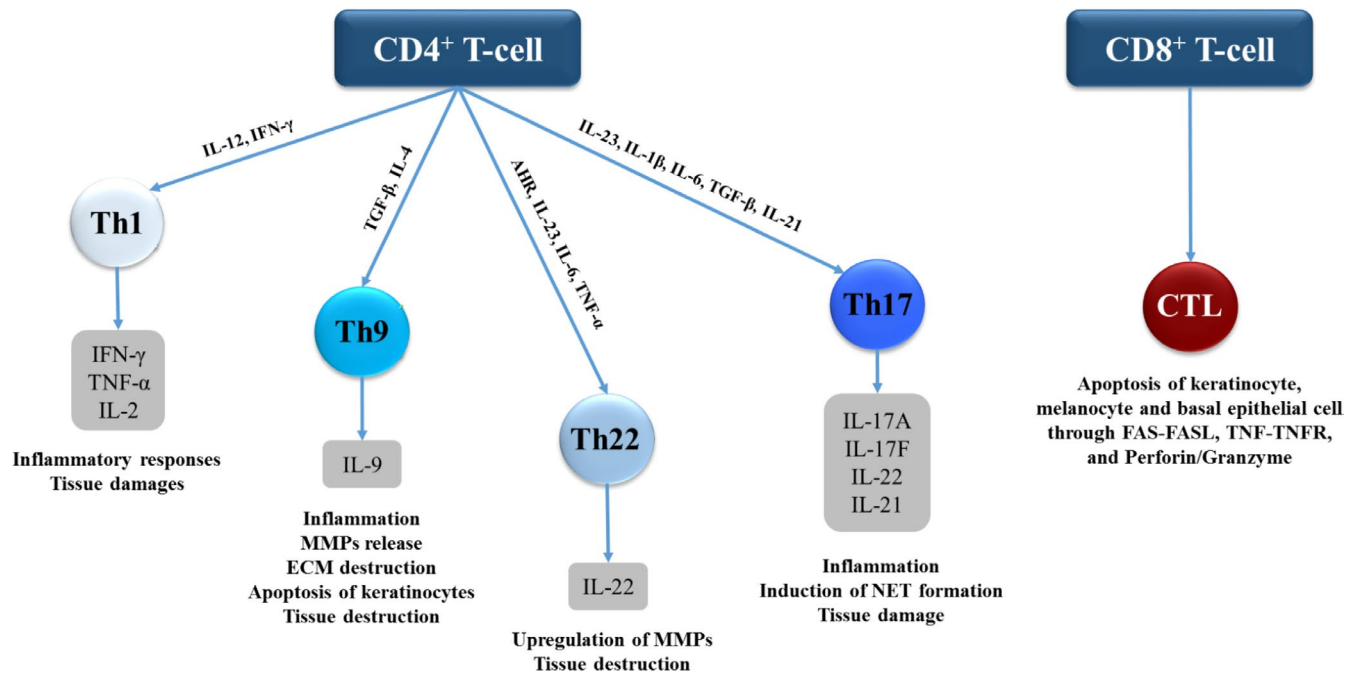 CD4⁺ T-cell
CD8⁺ T-cell
IL-12, IFN-γ
TGF-β, IL-4
AHR, IL-23, IL-6, TNF-α
IL-23, IL-1β, IL-6, TGF-β, IL-21
Th1
IFN-γ
TNF-α
IL-2
Inflammatory responses
Tissue damages
Th9
IL-9
Inflammation
MMPs release
ECM destruction
Apoptosis of keratinocytes
Tissue destruction
Th22
IL-22
Upregulation of MMPs
Tissue destruction
Th17
IL-17A
IL-17F
IL-22
IL-21
Inflammation
Induction of NET formation
Tissue damage
CTL
Apoptosis of keratinocyte,
melanocyte and basal epithelial cell
through FAS-FASL, TNF-TNFR,
and Perforin/Granzyme